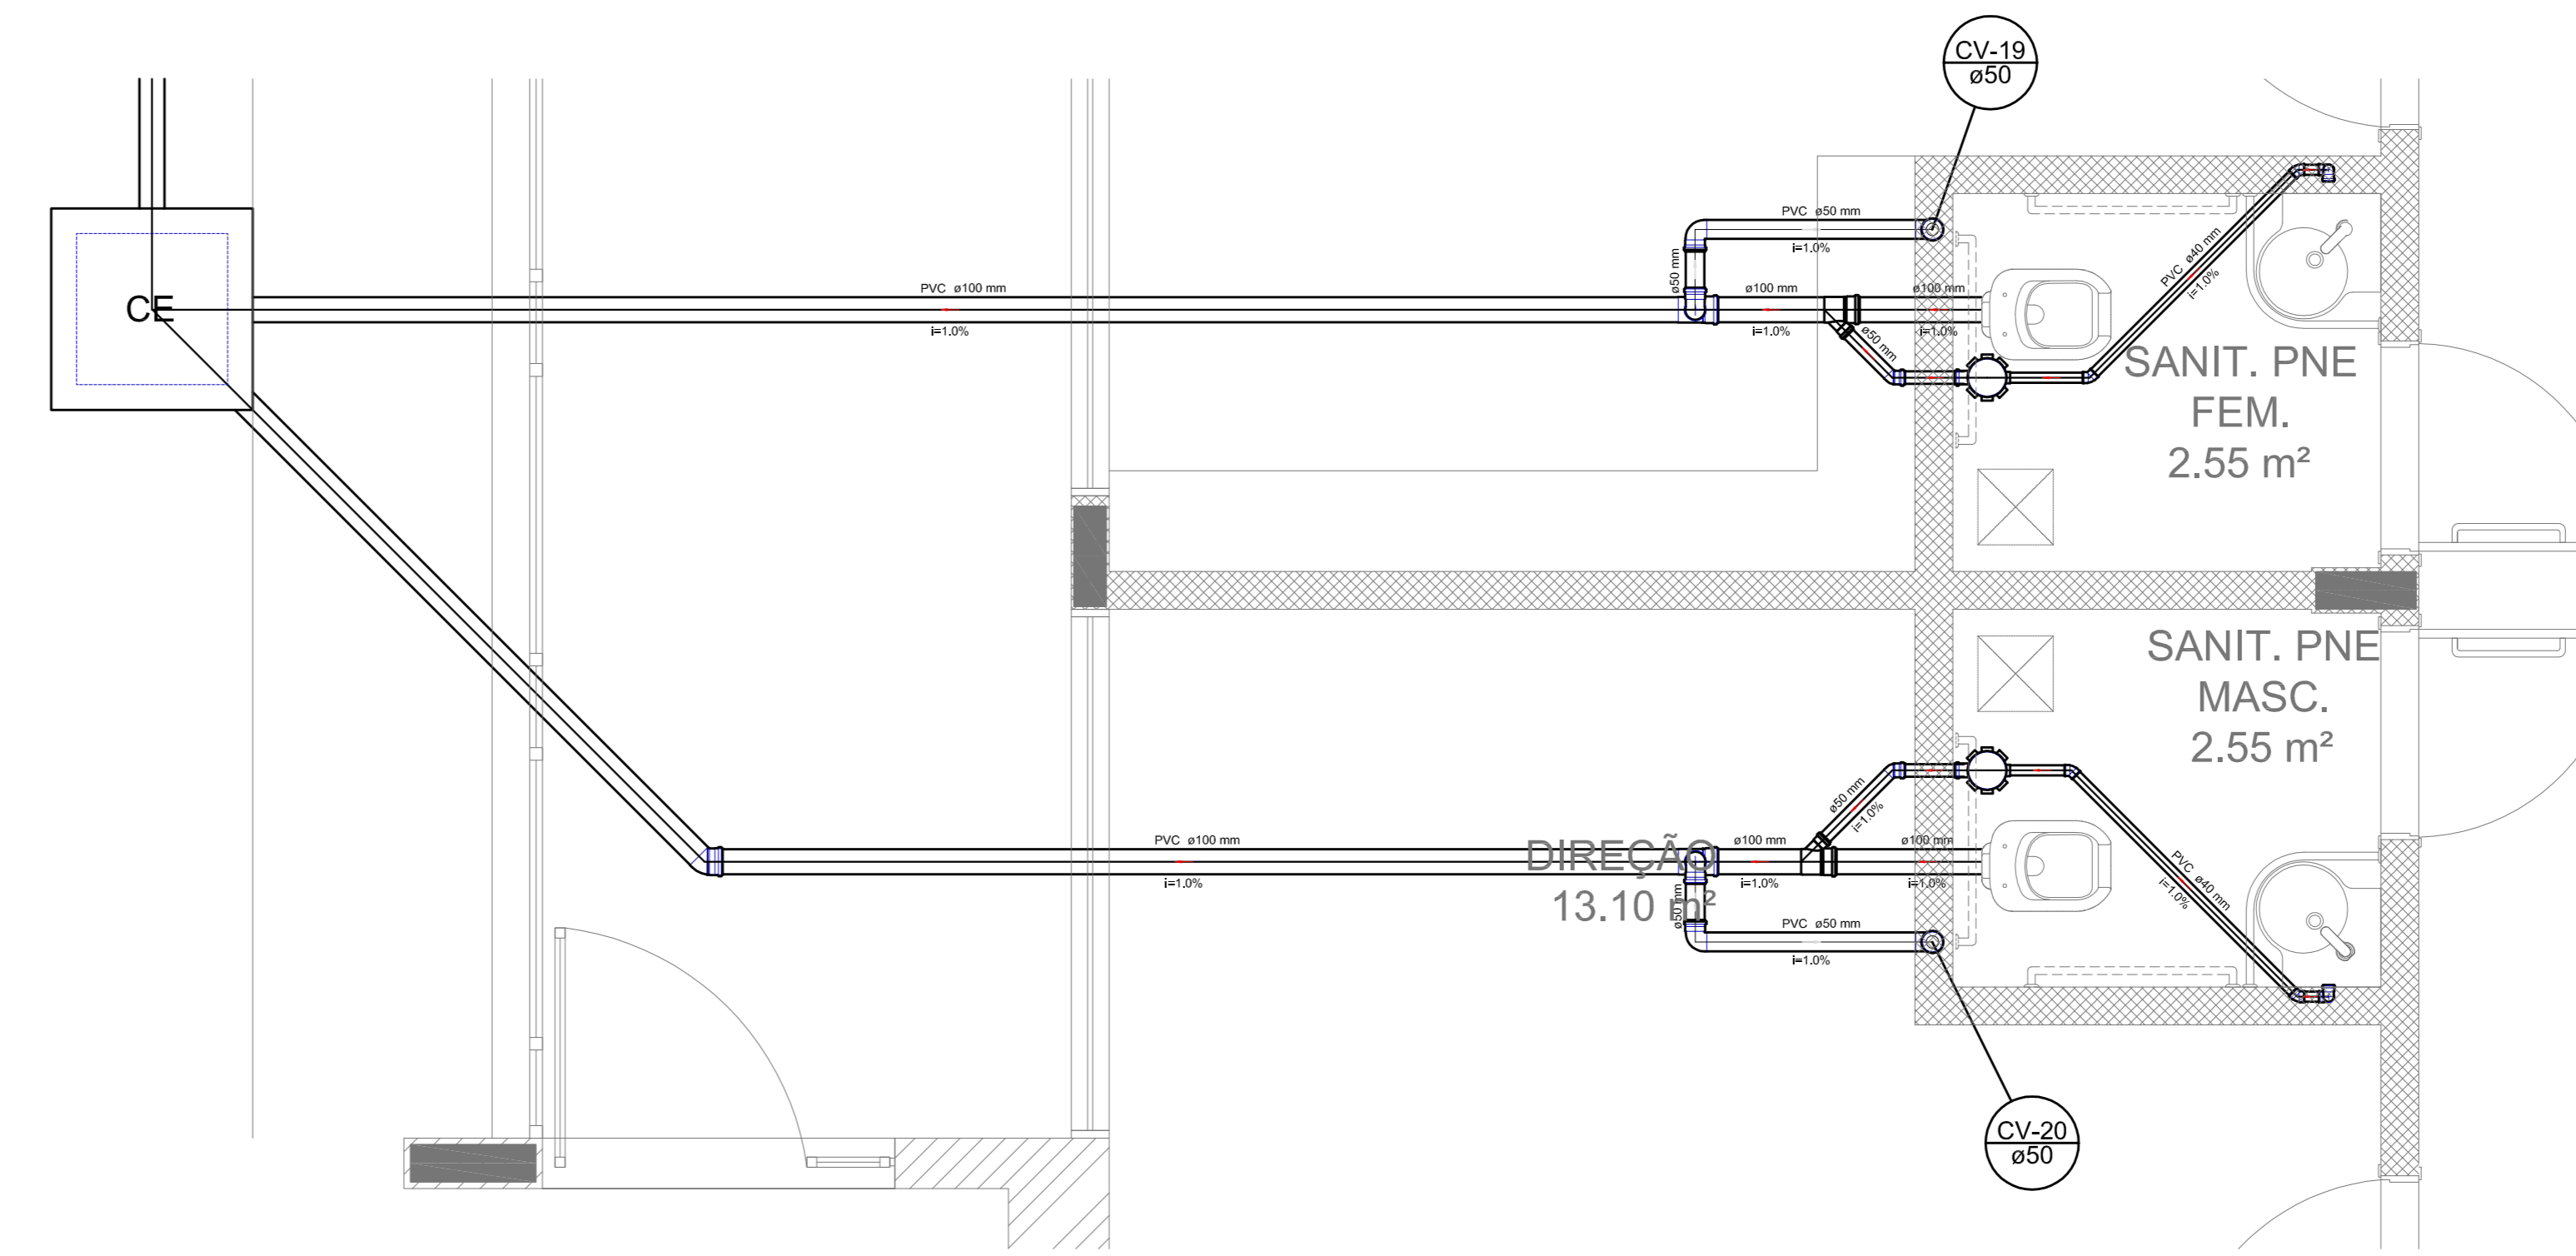 CV-19
ø50
PVC ø50 mm
i=1.0%
ø50 mm
PVC ø100 mm
i=1.0%
ø100 mm
i=1.0%
ø100 mm
i=1.0%
ø50 mm
PVC ø40 mm
i=1.0%
CE
SANIT. PNE
FEM.
2.55 m²
SANIT. PNE
MASC.
2.55 m²
ø50 mm
i=1.0%
PVC ø100 mm
i=1.0%
DIREÇÃO
13.10 m²
ø100 mm
i=1.0%
ø100 mm
i=1.0%
PVC ø40 mm
i=1.0%
ø50 mm
PVC ø50 mm
i=1.0%
CV-20
ø50